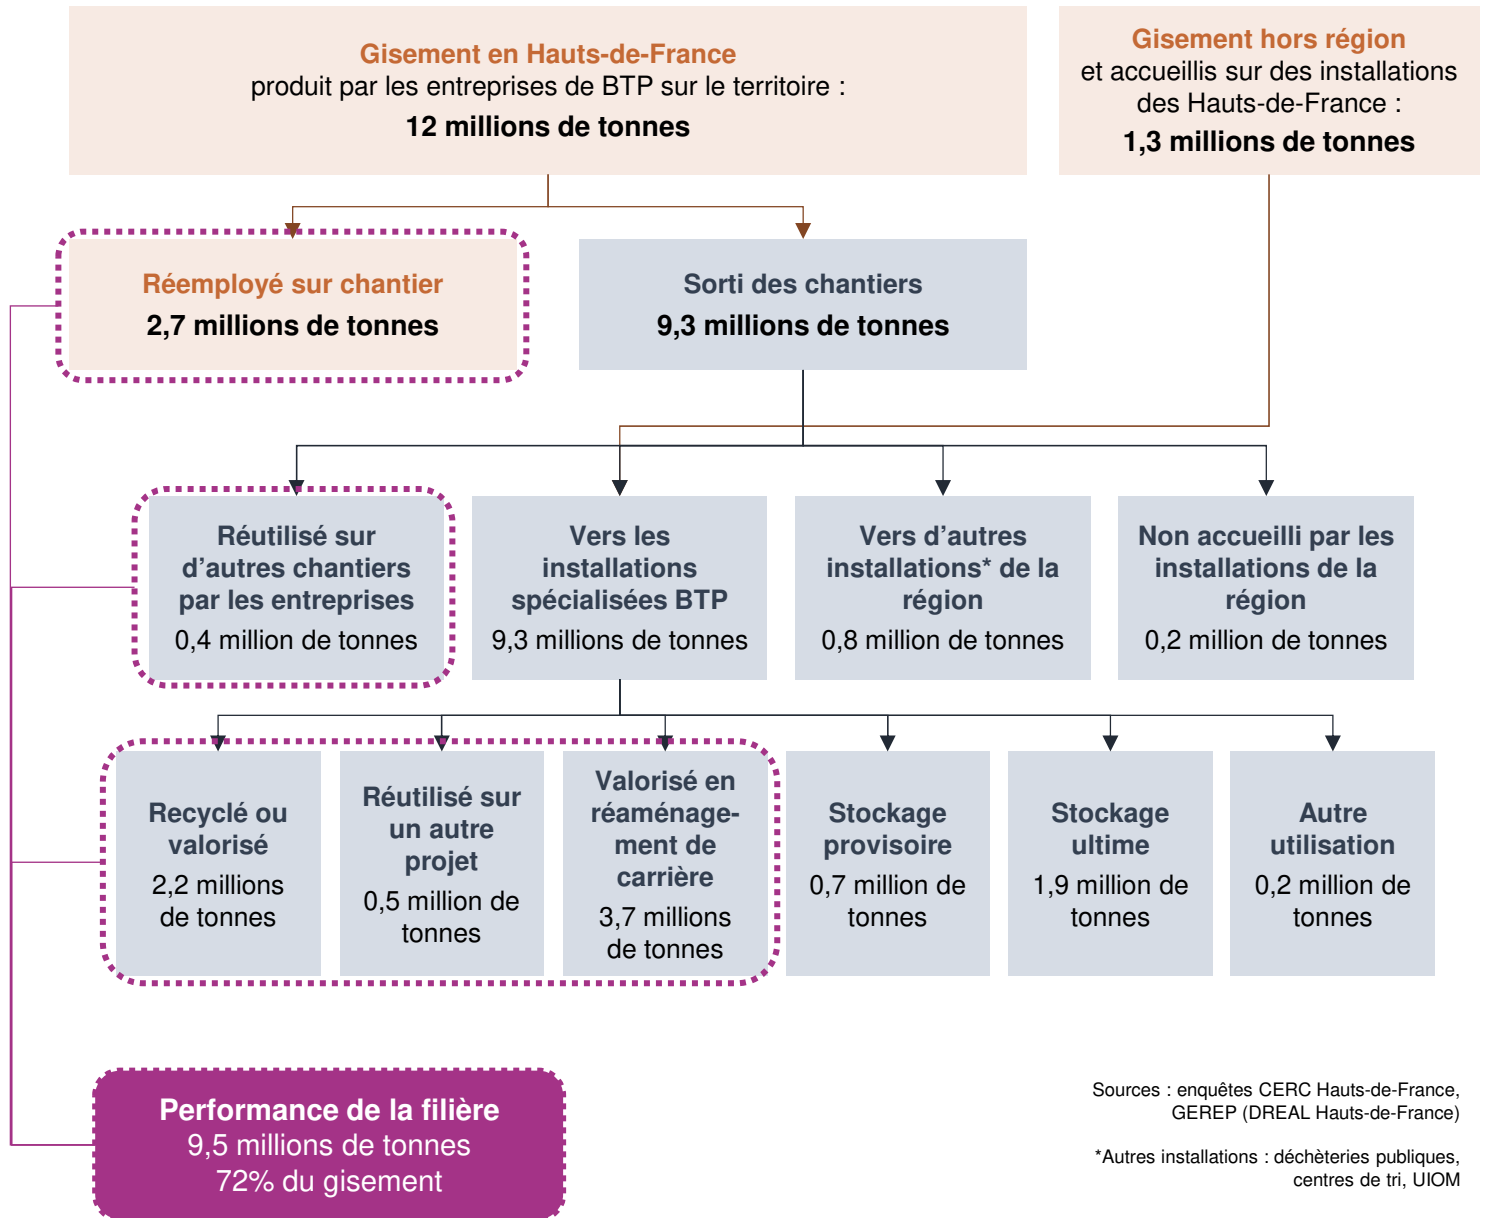 Gisement en Hauts-de-France
produit par les entreprises de BTP sur le territoire :
12 millions de tonnes
Gisement hors région
et accueillis sur des installations
des Hauts-de-France :
1,3 millions de tonnes
Réemployé sur chantier
2,7 millions de tonnes
Sorti des chantiers
9,3 millions de tonnes
Réutilisé sur
d'autres chantiers
par les entreprises
0,4 million de tonnes
Vers les
installations
spécialisées BTP
9,3 millions de tonnes
Vers d’autres
installations* de la
région
0,8 million de tonnes
Non accueilli par les
installations de la
région
0,2 million de tonnes
Recyclé ou
valorisé
2,2 millions
de tonnes
Réutilisé sur
un autre
projet
0,5 million de
tonnes
Valorisé en
réaménage-
ment de
carrière
3,7 millions
de tonnes
Stockage
provisoire
0,7 million de
tonnes
Stockage
ultime
1,9 million de
tonnes
Autre
utilisation
0,2 million de
tonnes
Performance de la filière
9,5 millions de tonnes
72% du gisement
Sources : enquêtes CERC Hauts-de-France,
GEREP (DREAL Hauts-de-France)
*Autres installations : déchèteries publiques,
centres de tri, UIOM